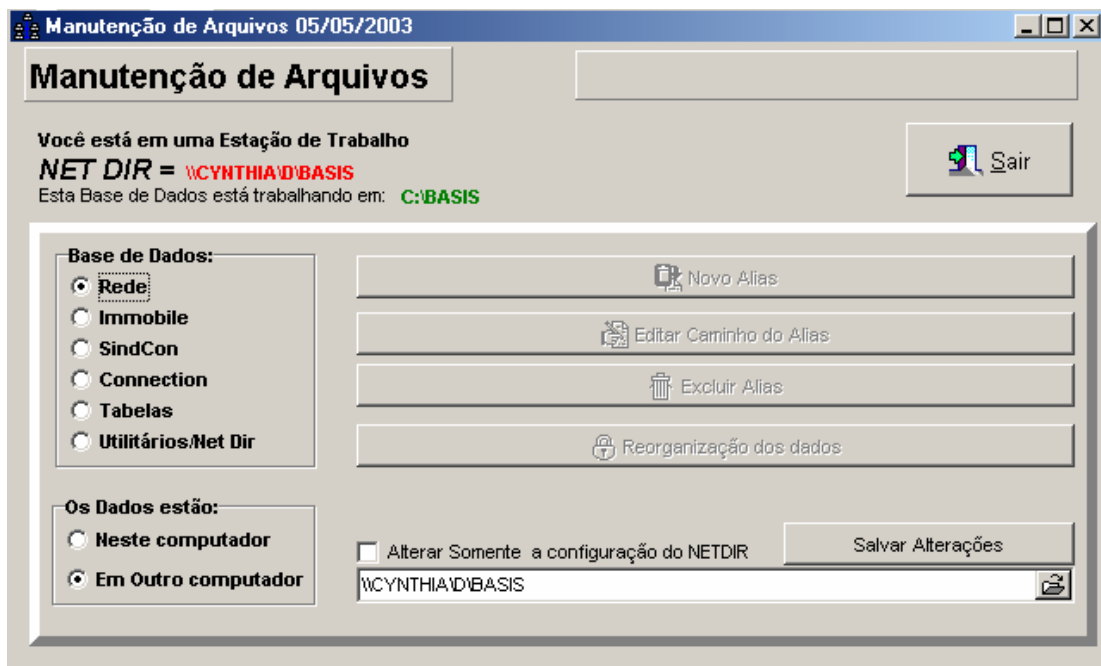 Manutenção de Arquivos 05/05/2003
Manutenção de Arquivos
Você está em uma Estação de Trabalho
NET DIR = \\CYNTHIA\D\BASIS
Esta Base de Dados está trabalhando em: C:\BASIS
Sair
Base de Dados:
Rede
Immobile
SindCon
Connection
Tabelas
Utilitários/Net Dir
Novo Alias
Editar Caminho do Alias
Excluir Alias
Reorganização dos dados
Os Dados estão:
Neste computador
Em Outro computador
Alterar Somente a configuração do NETDIR
Salvar Alterações
\\CYNTHIA\D\BASIS